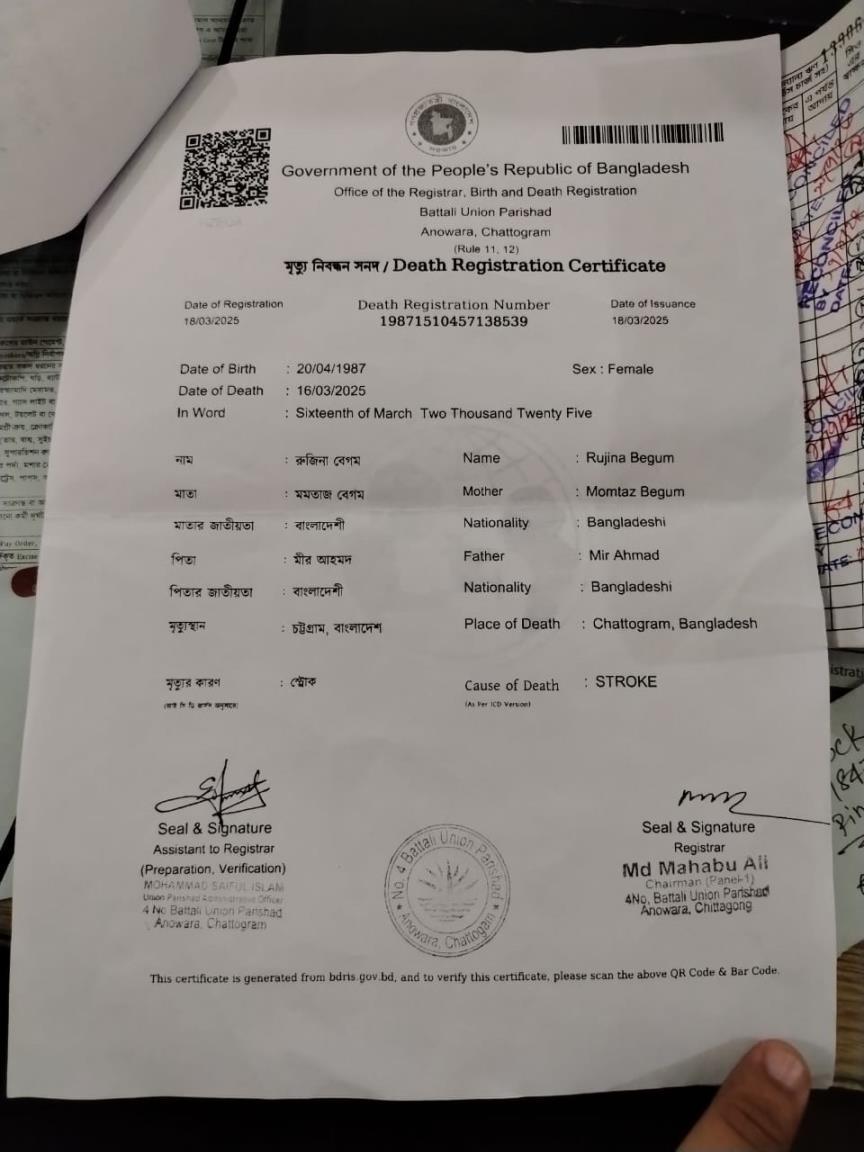 Government of the People's Republic of Bangladesh
Office of the Registrar, Birth and Death Registration
Battali Union Parishad
Anowara, Chattogram
(Rule 11, 12)
মৃত্যু নিবন্ধন সনদ / Death Registration Certificate
Date of Registration Death Registration Number Date of Issuance
18/03/2025 19871510457138539 18/03/2025
Date of Birth : 20/04/1987 Sex : Female
Date of Death : 16/03/2025
In Word : Sixteenth of March Two Thousand Twenty Five
নাম : রুজিনা বেগম Name : Rujina Begum
মাতা : মমতাজ বেগম Mother : Momtaz Begum
মাতার জাতীয়তা : বাংলাদেশী Nationality : Bangladeshi
পিতা : মীর আহমদ Father : Mir Ahmad
পিতার জাতীয়তা : বাংলাদেশী Nationality : Bangladeshi
মৃত্যুস্থান : চট্টগ্রাম, বাংলাদেশ Place of Death : Chattogram, Bangladesh
মৃত্যুর কারণ : স্ট্রোক Cause of Death : STROKE
(As Per ICD Version)
Seal & Signature Seal & Signature
Assistant to Registrar Registrar
(Preparation, Verification) Md Mahabu Ali
MOHAMMAD SAIFUL ISLAM Chairman (Panel-1)
Union Parishad Administrative Officer 4No, Battali Union Parishad
4 No Battali Union Parishad Anowara, Chittagong
Anowara, Chattogram
No. 4 Battali Union Parishad
Anowara, Chattogram
This certificate is generated from bdris.gov.bd, and to verify this certificate, please scan the above QR Code & Bar Code.